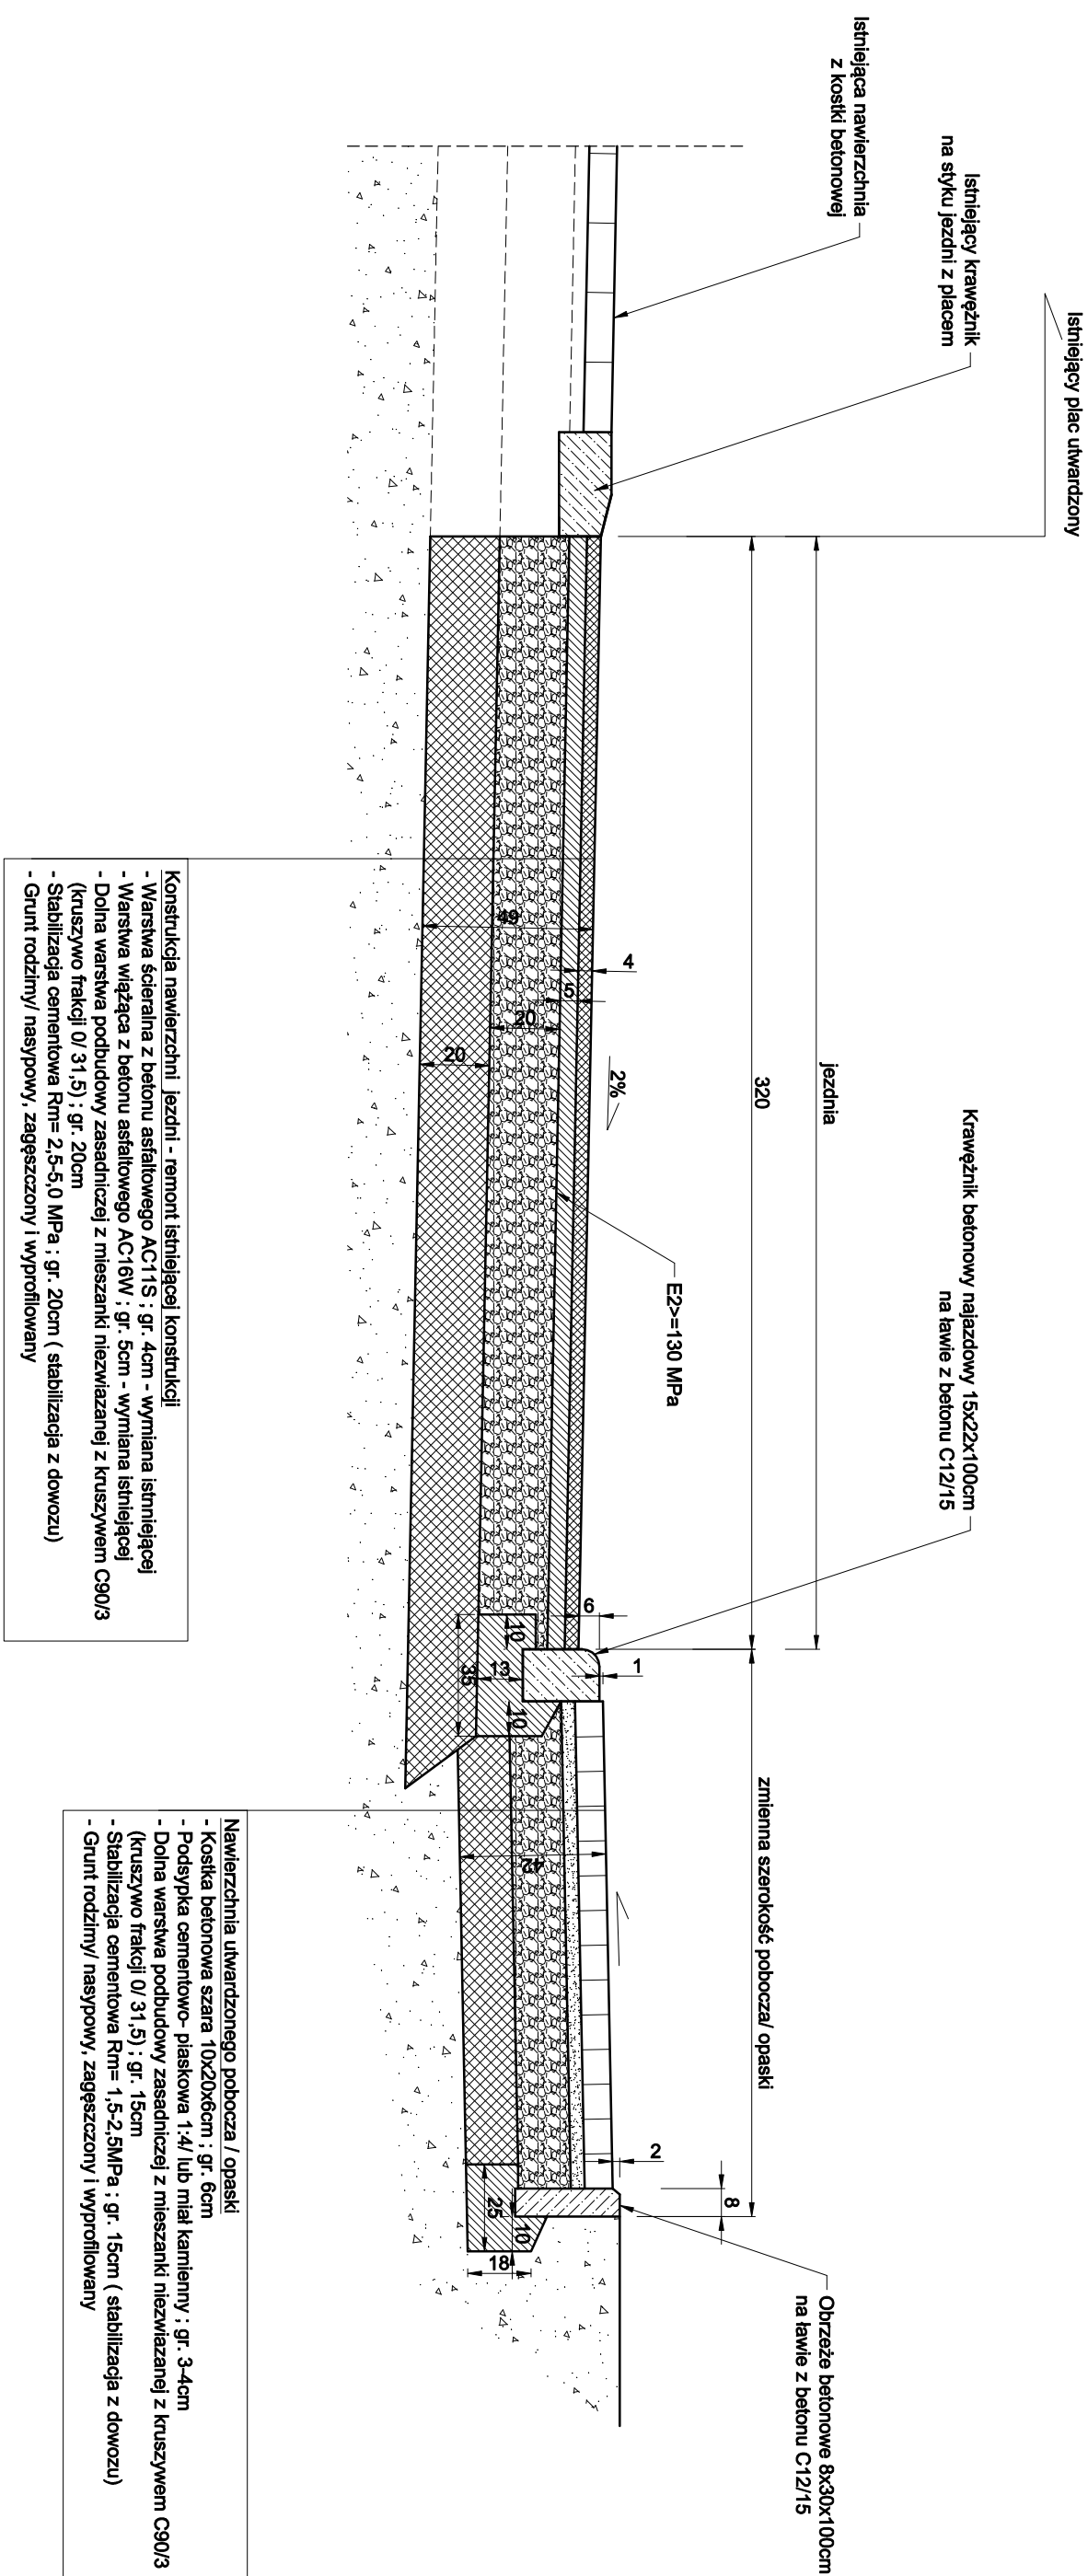 Istniejący plac utwardzony
Istniejący krawężnik
na styku jezdni z placem
Istniejąca nawierzchnia
z kostki betonowej
Krawężnik betonowy najazdowy 15x22x100cm
na ławie z betonu C12/15
Obrzeże betonowe 8x30x100cm
na ławie z betonu C12/15
jezdnia
320
zmienna szerokość pobocza/ opaski
8
E2>=130 MPa
2%
6
1
2
4
5
49
20
20
10
13
35
10
42
25
10
18
Konstrukcja nawierzchni jezdni - remont istniejącej konstrukcji
- Warstwa ścieralna z betonu asfaltowego AC11S ; gr. 4cm - wymiana istnniejącej
- Warstwa wiążąca z betonu asfaltowego AC16W ; gr. 5cm - wymiana istniejącej
- Dolna warstwa podbudowy zasadniczej z mieszanki niezwiazanej z kruszywem C90/3
(kruszywo frakcji 0/ 31,5) ; gr. 20cm
- Stabilizacja cementowa Rm= 2,5-5,0 MPa ; gr. 20cm ( stabilizacja z dowozu)
- Grunt rodzimy/ nasypowy, zagęszczony i wyprofilowany
Nawierzchnia utwardzonego pobocza / opaski
- Kostka betonowa szara 10x20x6cm ; gr. 6cm
- Podsypka cementowo- piaskowa 1:4/ lub miał kamienny ; gr. 3-4cm
- Dolna warstwa podbudowy zasadniczej z mieszanki niezwiazanej z kruszywem C90/3
(kruszywo frakcji 0/ 31,5) ; gr. 15cm
- Stabilizacja cementowa Rm= 1,5-2,5MPa ; gr. 15cm ( stabilizacja z dowozu)
- Grunt rodzimy/ nasypowy, zagęszczony i wyprofilowany